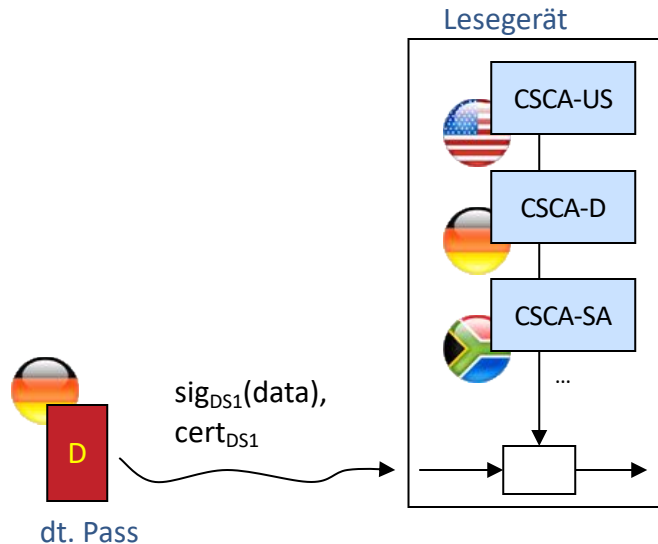 Lesegerät
CSCA-US
CSCA-D
CSCA-SA
...
sigDS1(data),
certDS1
D
dt. Pass